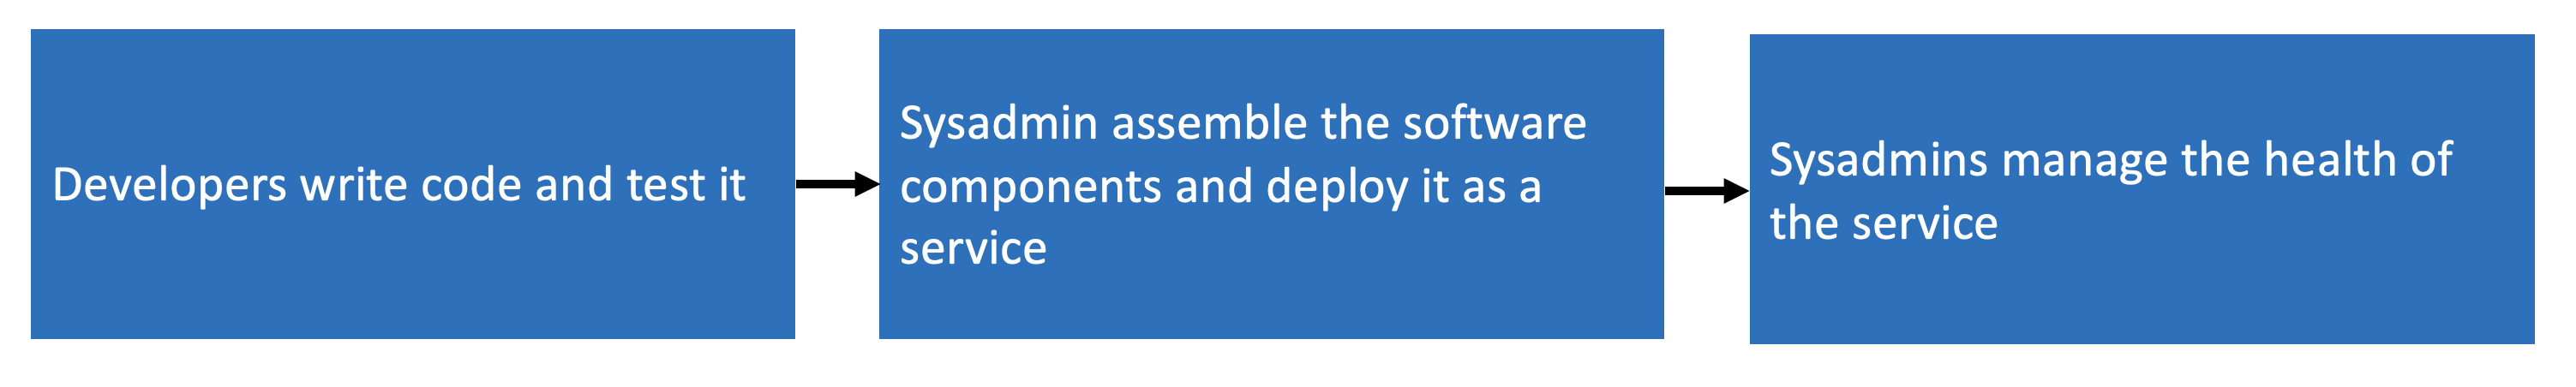 Developers write code and test it
Sysadmin assemble the software
components and deploy it as a
service
Sysadmins manage the health of
the service